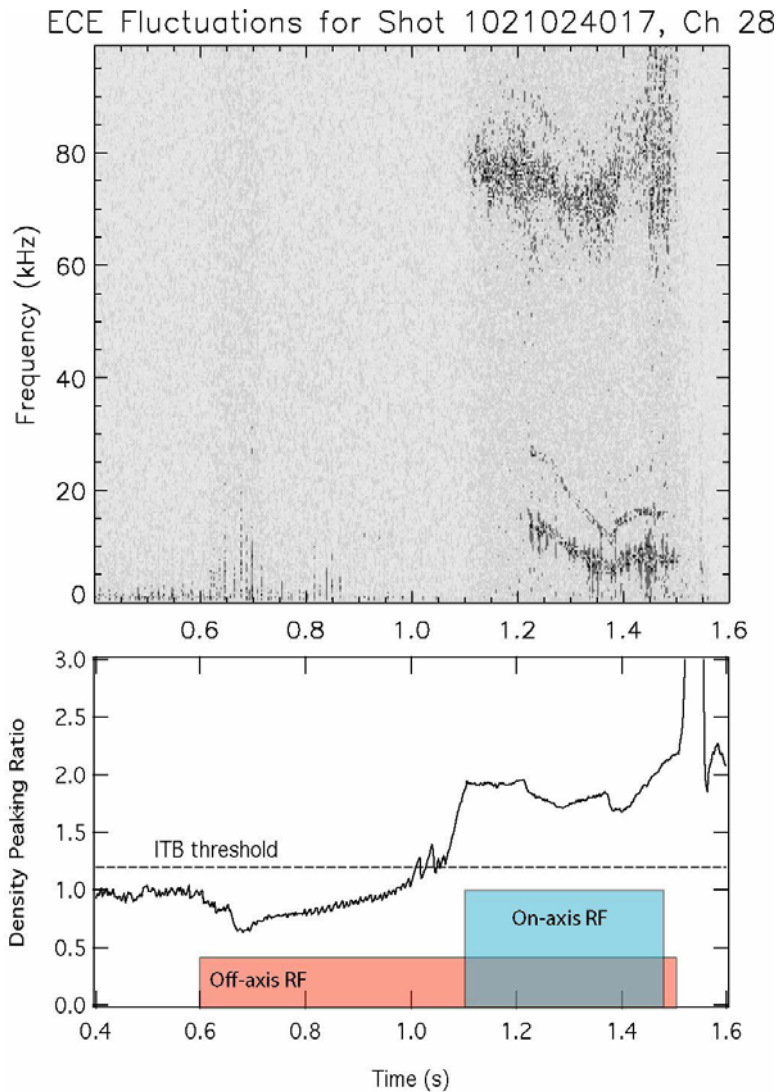 ECE Fluctuations for Shot 1021024017, Ch 28
Frequency (kHz)
80
60
40
20
0
0.6 0.8 1.0 1.2 1.4 1.6
Density Peaking Ratio
3.0
2.5
2.0
1.5
1.0
0.5
0.0
ITB threshold
On-axis RF
Off-axis RF
0.4 0.6 0.8 1.0 1.2 1.4 1.6
Time (s)